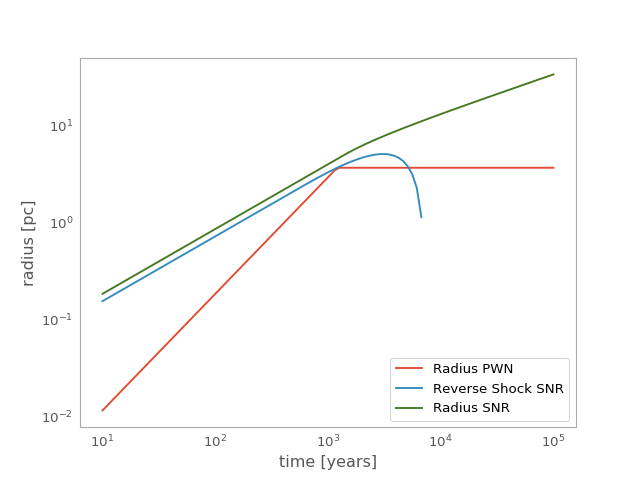 radius [pc]
10¹
10⁰
10⁻¹
10⁻²
10¹ 10² 10³ 10⁴ 10⁵
time [years]
Radius PWN
Reverse Shock SNR
Radius SNR